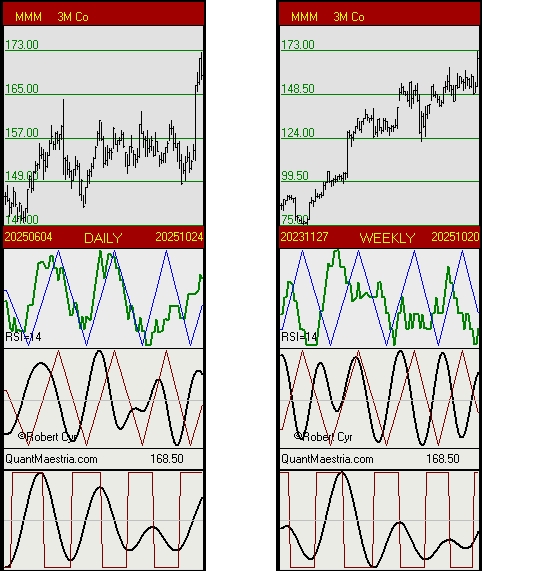 MMM 3M Co
173.00
165.00
157.00
149.
20250604 DAILY 20251024
RSI=14
©Robert Cyr
QuantMaestria.com 168.50
MMM 3M Co
173.00
148.50
124.00
99.50
75.
20231127 WEEKLY 20251020
RSI=14
©Robert Cyr
QuantMaestria.com 168.50